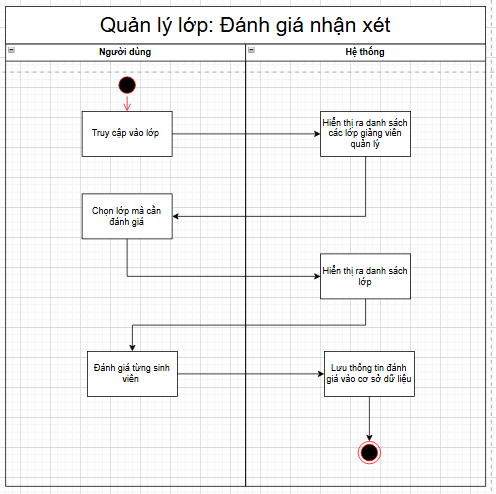 Quản lý lớp: Đánh giá nhận xét
Người dùng
Hệ thống
Truy cập vào lớp
Hiển thị ra danh sách
các lớp giảng viên
quản lý
Chọn lớp mà cần
đánh giá
Hiển thị ra danh sách
lớp
Đánh giá từng sinh
viên
Lưu thông tin đánh
giá vào cơ sở dữ liệu